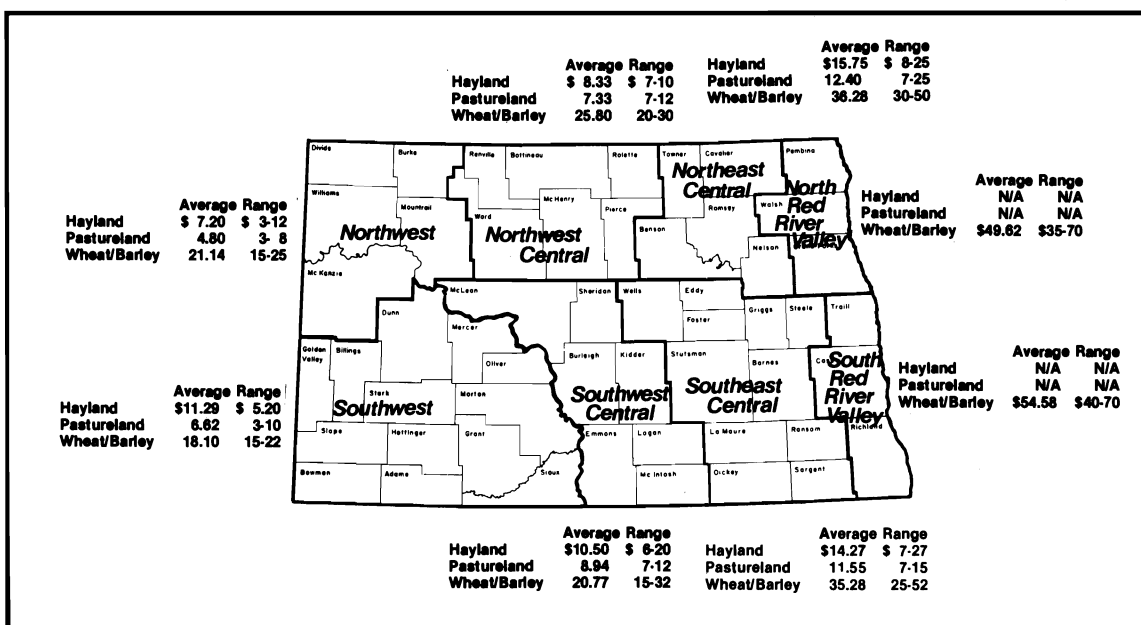 Average Range
Hayland $ 8.33 $ 7-10
Pastureland 7.33 7-12
Wheat/Barley 25.80 20-30
Average Range
Hayland $15.75 $ 8-25
Pastureland 12.40 7-25
Wheat/Barley 36.28 30-50
Average Range
Hayland $ 7.20 $ 3-12
Pastureland 4.80 3- 8
Wheat/Barley 21.14 15-25
Average Range
Hayland N/A N/A
Pastureland N/A N/A
Wheat/Barley $49.62 $35-70
Divide
Burke
Renville
Bottineau
Rolette
Towner
Cavalier
Pembina
Williams
Mountrail
Ward
McHenry
Pierce
Benson
Ramsey
Walsh
Nelson
Northwest
Northwest
Central
Northeast
Central
North
Red
River
Valley
McKenzie
Dunn
McLean
Mercer
Oliver
Sheridan
Wells
Eddy
Foster
Griggs
Steele
Traill
Golden
Valley
Billings
Stark
Morton
Burleigh
Kidder
Stutsman
Barnes
Southwest
Southwest
Central
Southeast
Central
South
Red
River
Valley
Slope
Hettinger
Grant
Emmons
Logan
La Moure
Ransom
Richland
Bowman
Adams
Sioux
McIntosh
Dickey
Sargent
Average Range
Hayland $11.29 $ 5.20
Pastureland 6.62 3-10
Wheat/Barley 18.10 15-22
Average Range
Hayland N/A N/A
Pastureland N/A N/A
Wheat/Barley $54.58 $40-70
Average Range
Hayland $10.50 $ 6-20
Pastureland 8.94 7-12
Wheat/Barley 20.77 15-32
Average Range
Hayland $14.27 $ 7-27
Pastureland 11.55 7-15
Wheat/Barley 35.28 25-52